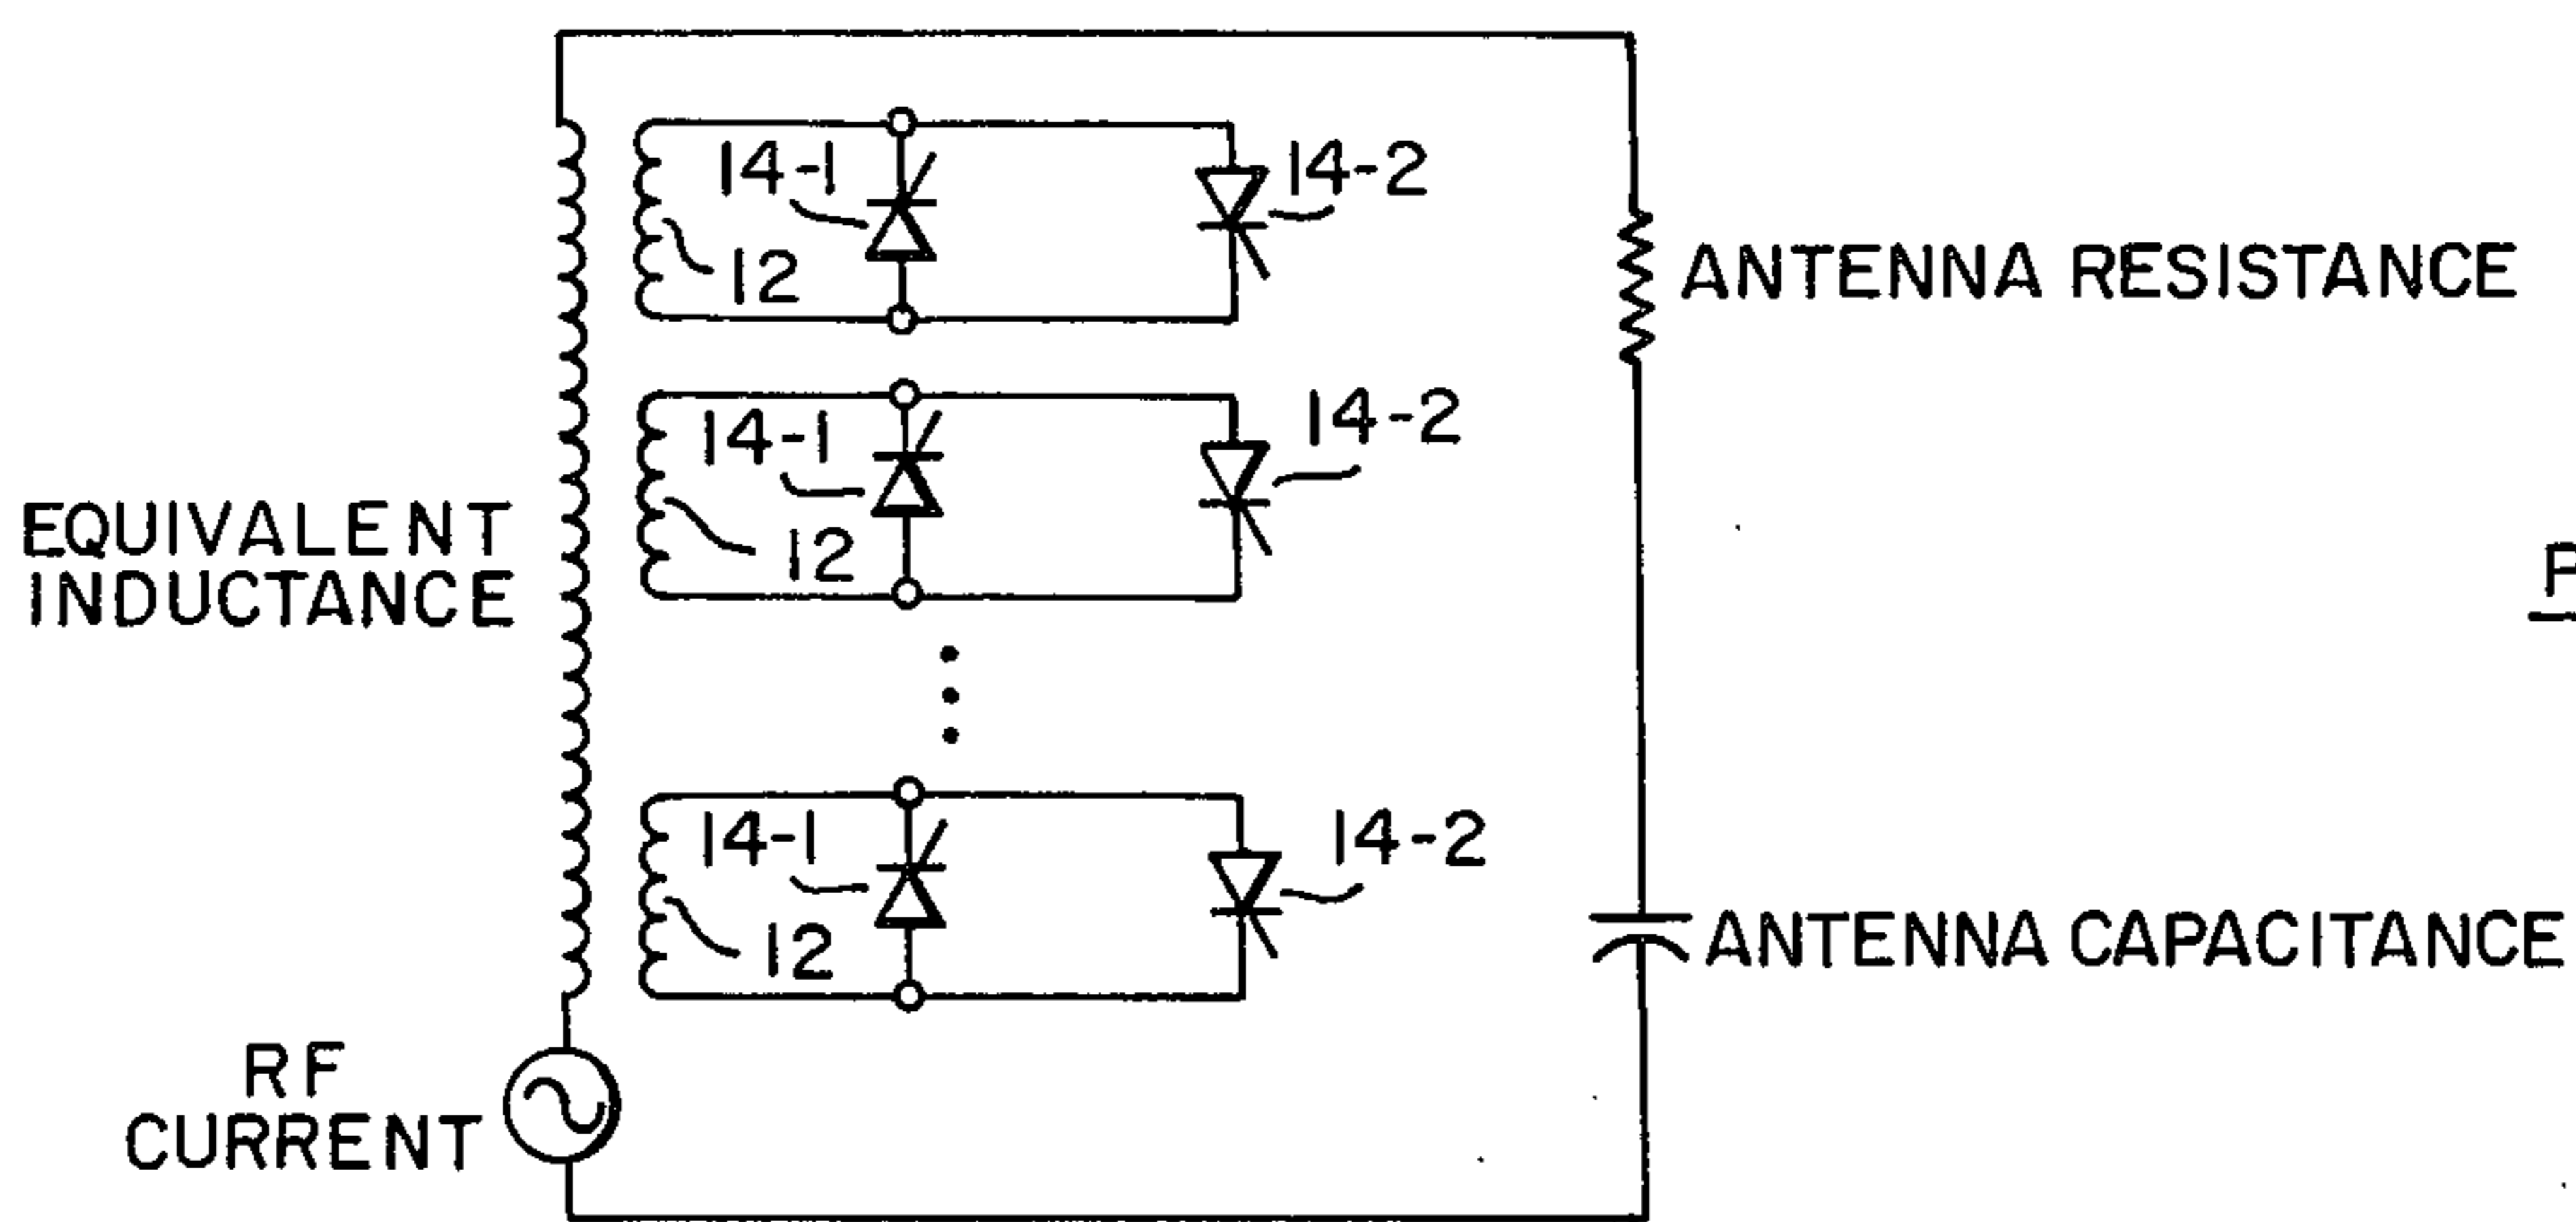 14-1
14-2
12
ANTENNA RESISTANCE
14-1
14-2
12
EQUIVALENT
INDUCTANCE
P
14-1
14-2
12
ANTENNA CAPACITANCE
RF
CURRENT